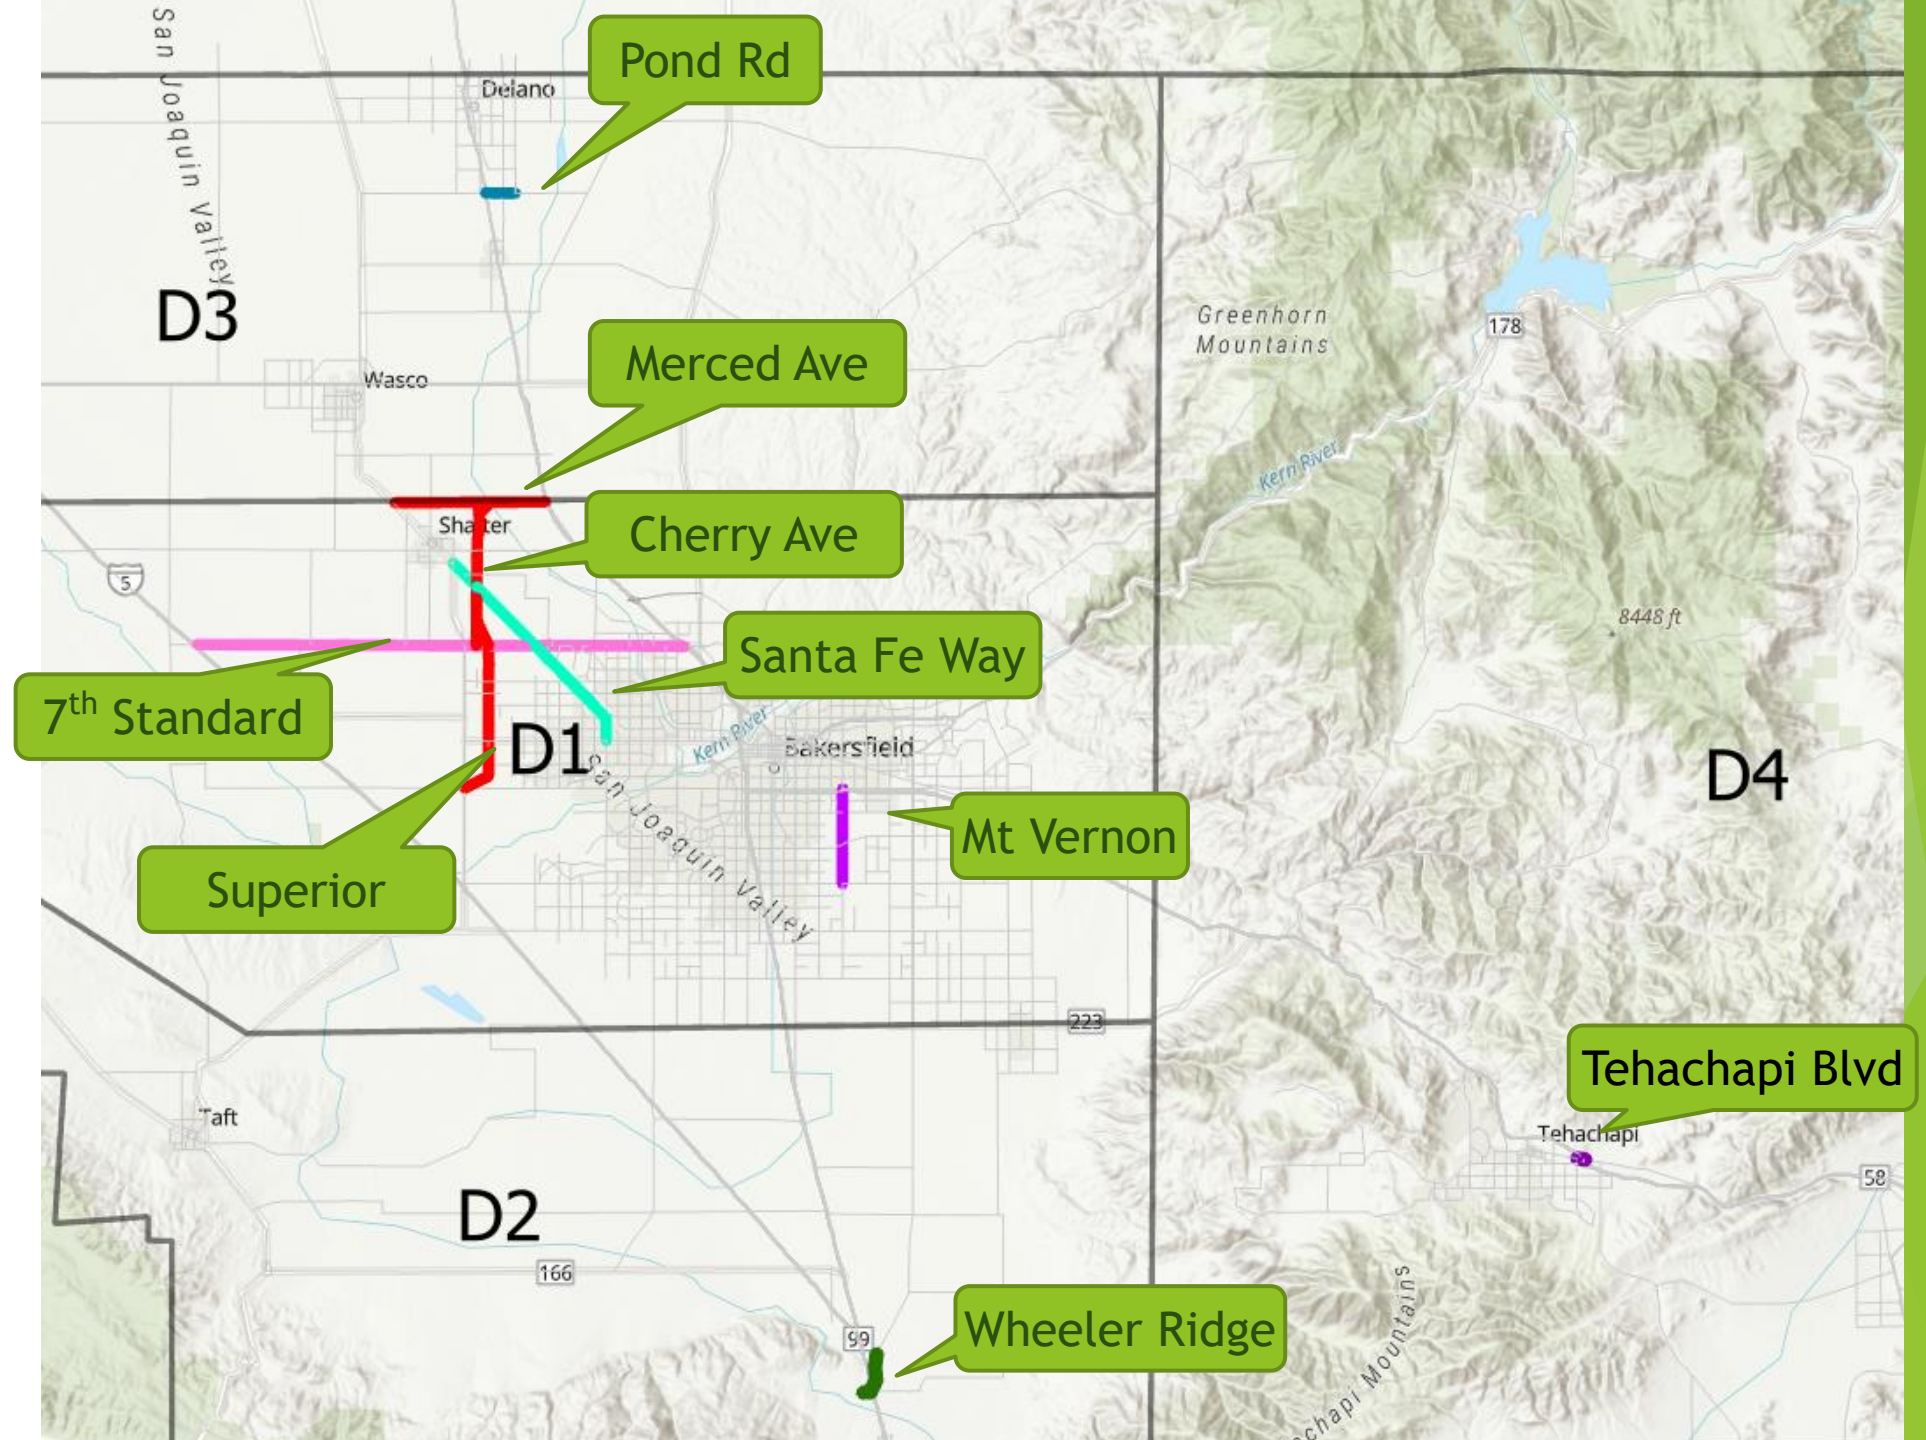 San Joaquin Valley
Pond Rd
Delano
D3
Greenhorn
Mountains
178
Merced Ave
Wasco
Kern River
Shafter
Cherry Ave
5
8448 ft
Santa Fe Way
7th Standard
D1
Kern River
Bakersfield
D4
San Joaquin Valley
Mt Vernon
Superior
223
Tehachapi Blvd
Taft
Tehachapi
58
D2
166
99
Wheeler Ridge
chapi Mountains